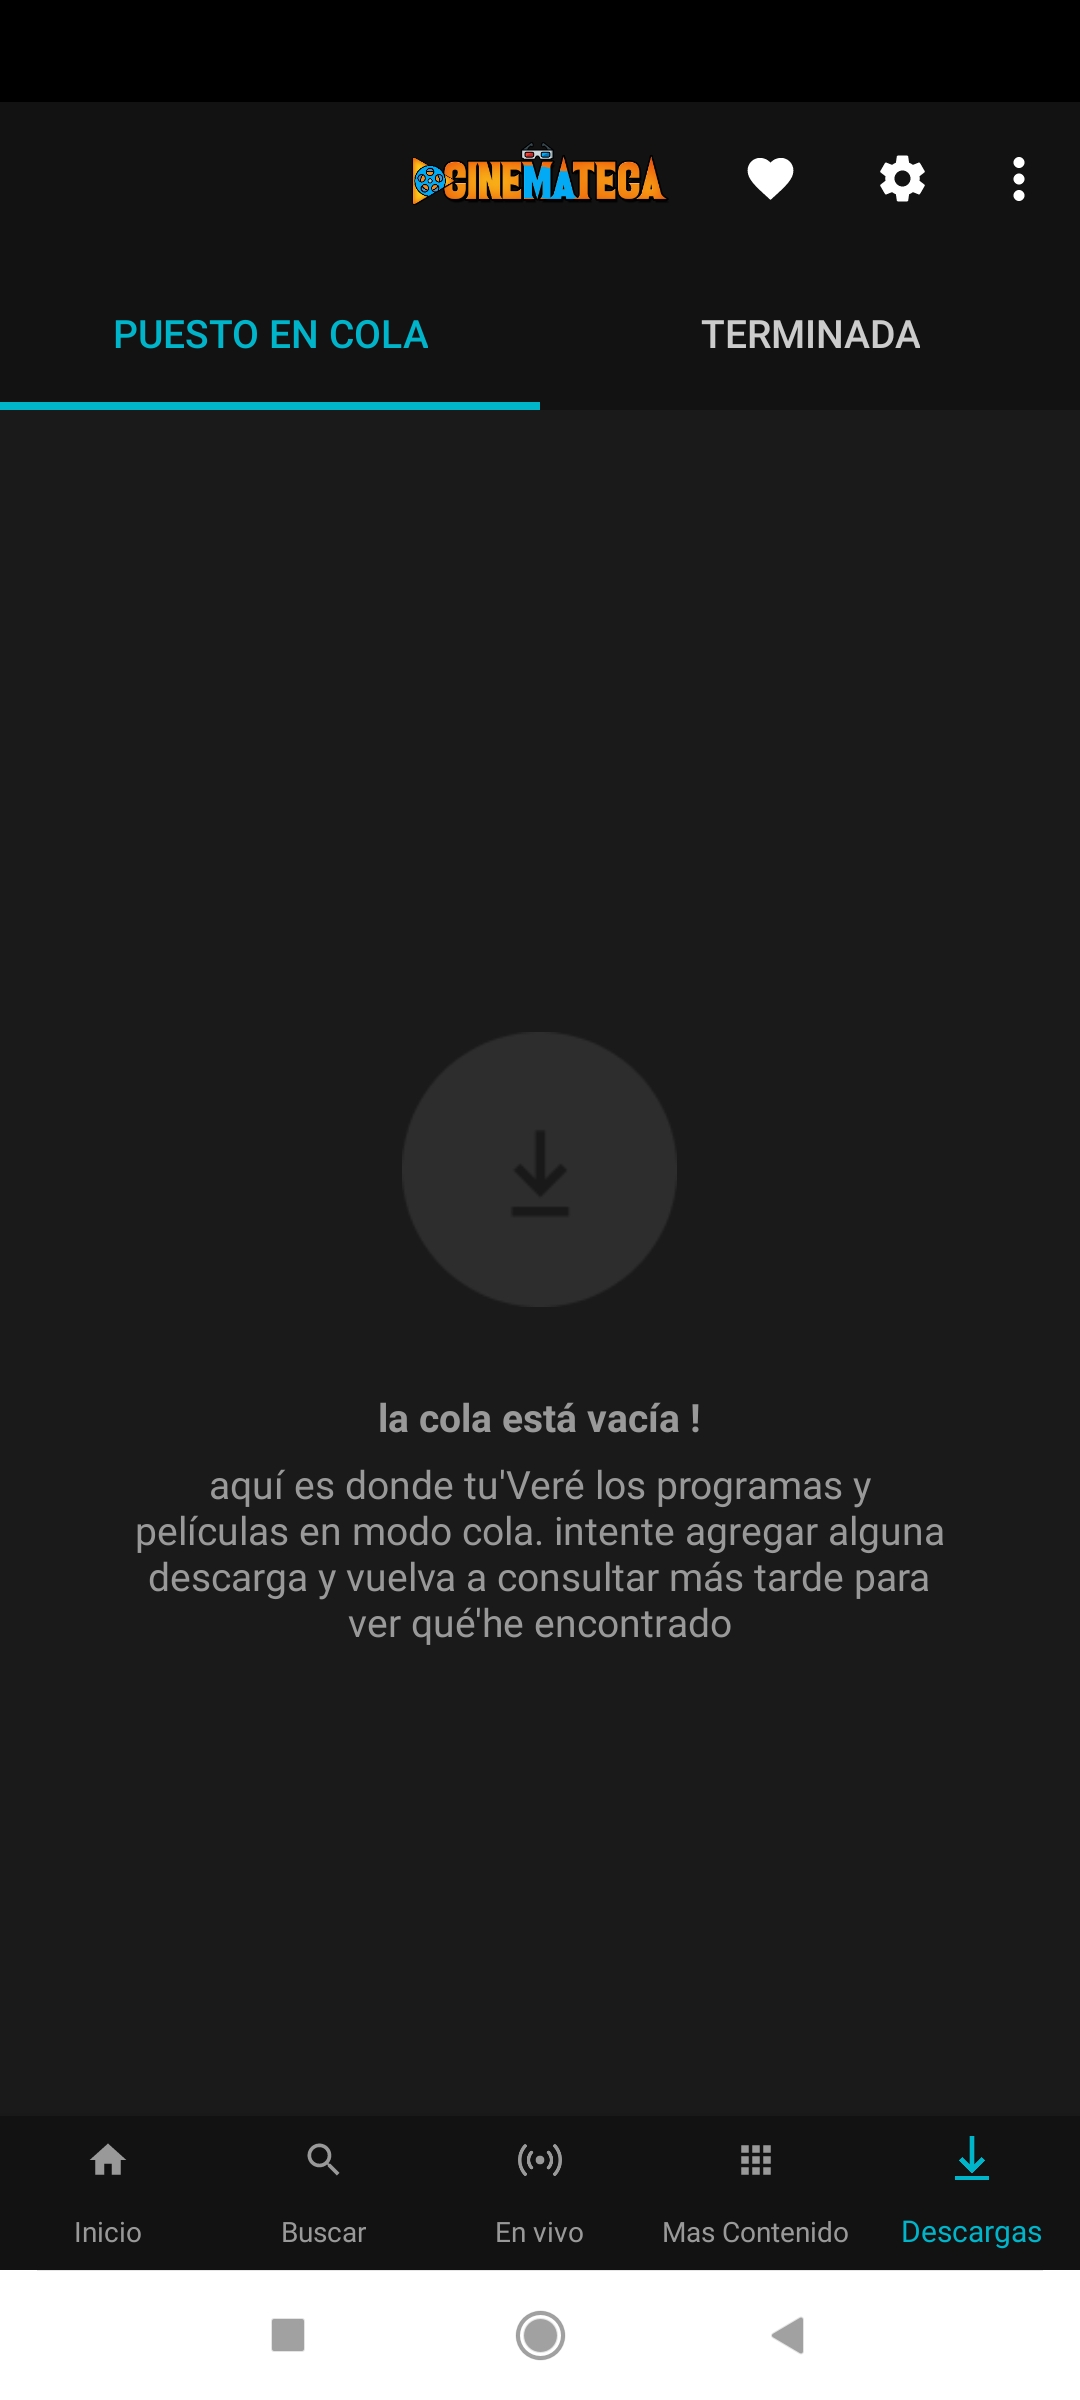 CINEMATECA
PUESTO EN COLA
TERMINADA
la cola está vacía !
aquí es donde tu'Veré los programas y
películas en modo cola. intente agregar alguna
descarga y vuelva a consultar más tarde para
ver qué'he encontrado
Inicio
Buscar
En vivo
Mas Contenido
Descargas